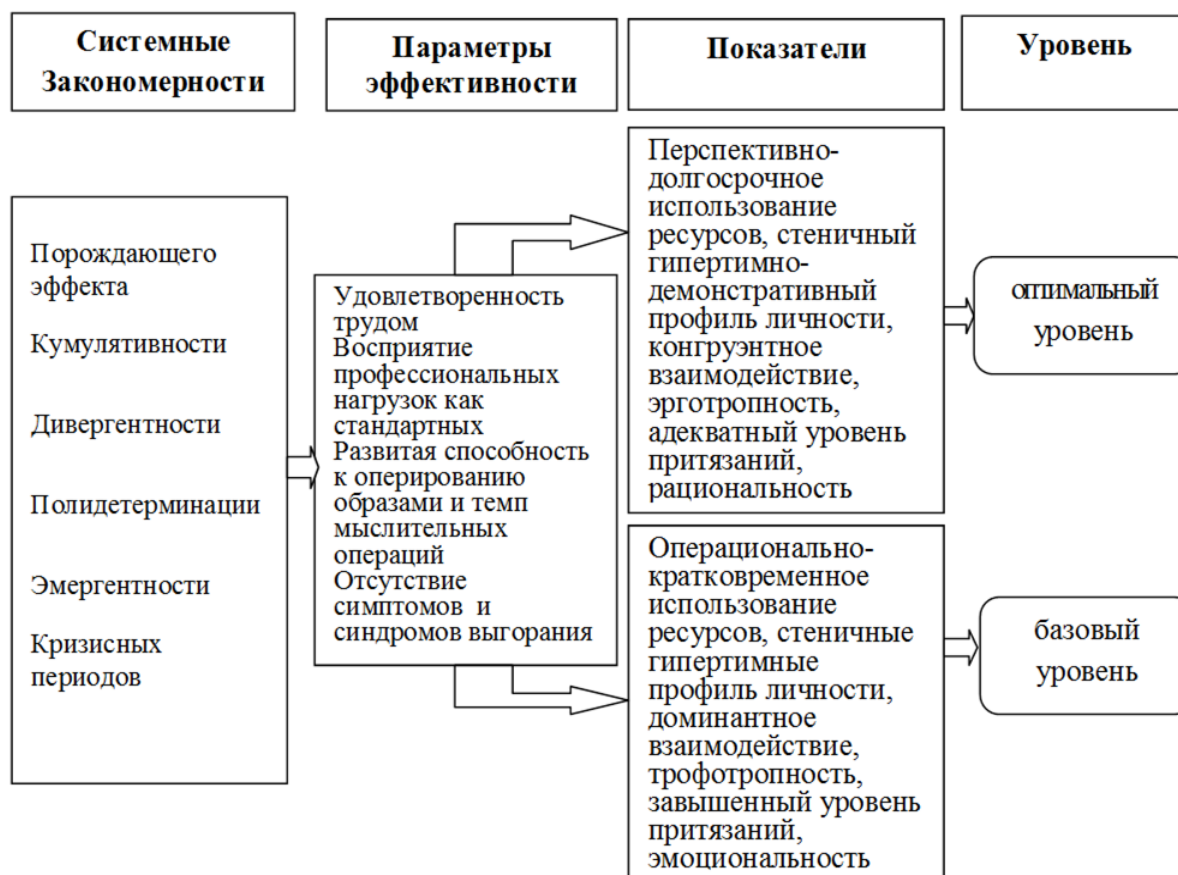 Системные
Закономерности
Параметры
эффективности
Показатели
Уровень
Порождающего
эффекта
Кумулятивности
Дивергентности
Полидетерминации
Эмергентности
Кризисных
периодов
Удовлетворенность
трудом
Восприятие
профессиональных
нагрузок как
стандартных
Развитая способность
к оперированию
образами и темп
мыслительных
операций
Отсутствие
симптомов и
синдромов выгорания
Перспективно-
долгосрочное
использование
ресурсов, стеничный
гипертимно-
демонстративный
профиль личности,
конгруэнтное
взаимодействие,
эрготропность,
адекватный уровень
притязаний,
рациональность
Операционально-
кратковременное
использование
ресурсов, стеничные
гипертимные
профиль личности,
доминантное
взаимодействие,
трофотропность,
завышенный уровень
притязаний,
эмоциональность
оптимальный
уровень
базовый
уровень